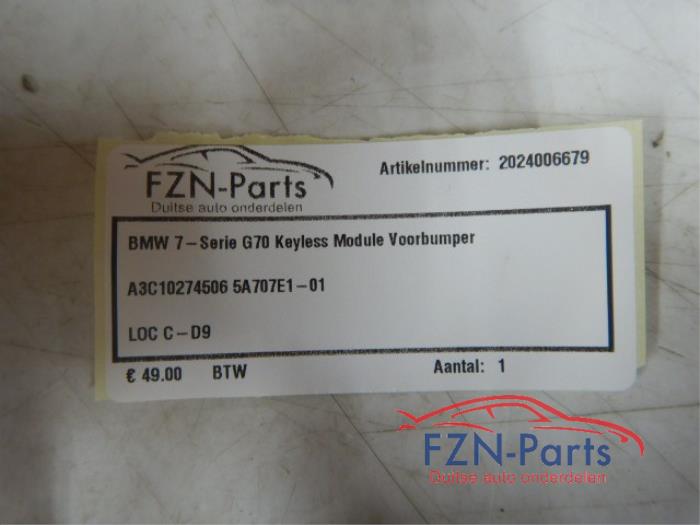 FZN-Parts
Duitse auto onderdelen
Artikelnummer: 2024006679
BMW 7-Serie G70 Keyless Module Voorbumper
A3C10274506 5A707E1-01
LOC C-D9
€ 49.00 BTW Aantal: 1
FZN-Parts
Duitse auto onderdelen